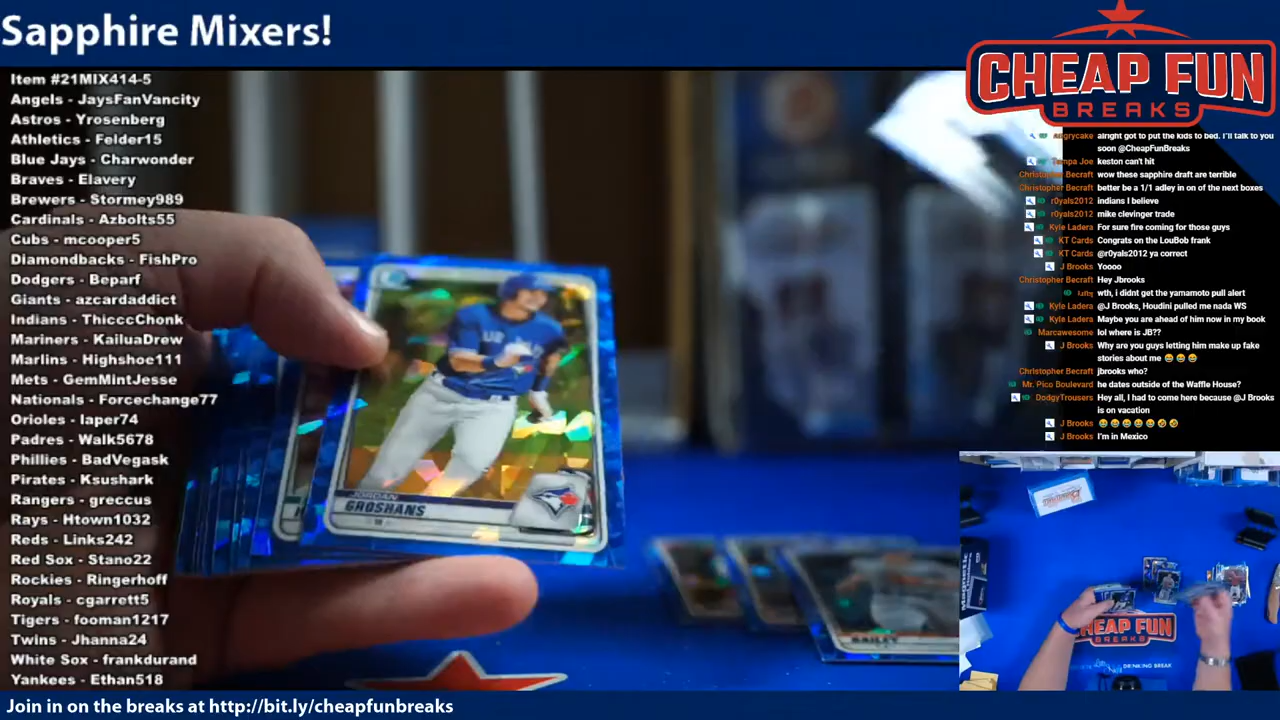 Sapphire Mixers!
CHEAP FUN
BREAKS
Item #21MIX414-5
Angels - JaysFanVancity
Astros - Yrosenberg
Athletics - Felder15
Blue Jays - Charwonder
Braves - Elavery
Brewers - Stormey989
Cardinals - Azbolts55
Cubs - mcooper5
Diamondbacks - FishPro
Dodgers - Beparf
Giants - azcardaddict
Indians - ThicccChonk
Mariners - KailuaDrew
Marlins - Highshoe111
Mets - GemMintJesse
Nationals - Forcechange77
Orioles - laper74
Padres - Walk5678
Phillies - BadVegask
Pirates - Ksushark
Rangers - greccus
Rays - Htown1032
Reds - Links242
Red Sox - Stano22
Rockies - Ringerhoff
Royals - cgarrett5
Tigers - fooman1217
Twins - Jhanna24
White Sox - frankdurand
Yankees - Ethan518
JORDAN
GROSHANS
BAILEY
Angrycake alright got to put the kids to bed. I'll talk to you
soon @CheapFunBreaks
Tampa Joe keston can't hit
Christopher Becraft wow these sapphire draft are terrible
Christopher Becraft better be a 1/1 adley in on of the next boxes
r0yals2012 indians I believe
r0yals2012 mike clevinger trade
Kyle Ladera For sure fire coming for those guys
KT Cards Congrats on the LouBob frank
KT Cards @r0yals2012 ya correct
J Brooks Yoooo
Christopher Becraft Hey Jbrooks
wth, i didnt get the yamamoto pull alert
Kyle Ladera @J Brooks, Houdini pulled me nada WS
Kyle Ladera Maybe you are ahead of him now in my book
Marcawesome lol where is JB??
J Brooks Why are you guys letting him make up fake
stories about me 😂 😂 😂
Christopher Becraft jbrooks who?
Mr. Pico Boulevard he dates outside of the Waffle House?
DodgyTrousers Hey all, I had to come here because @J Brooks
is on vacation
J Brooks
J Brooks I'm in Mexico
CHEAP FUN
BREAKS
DRINKING BREAK
Join in on the breaks at http://bit.ly/cheapfunbreaks